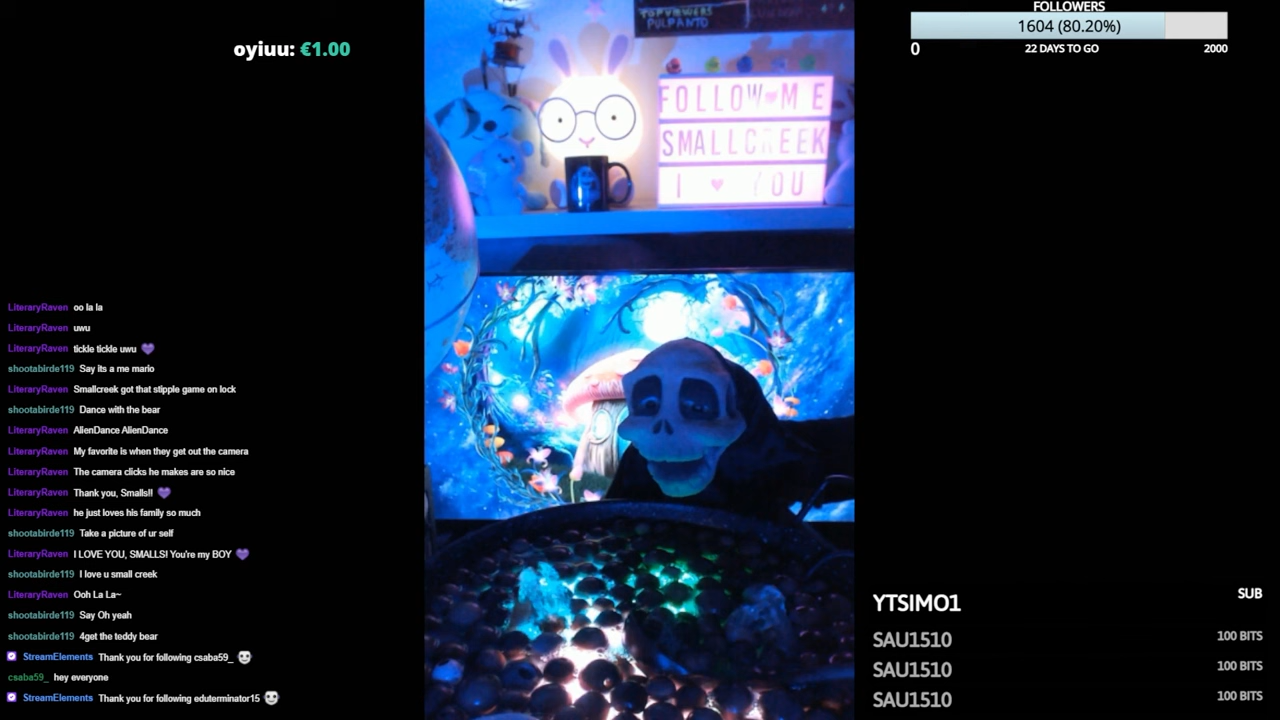 oyiuu: €1.00
FOLLOWERS
1604 (80.20%)
0
22 DAYS TO GO
2000
PULPANTO
FOLLOW ♥ ME
SMALLCREEK
I ♥ YOU
LiteraryRaven oo la la
LiteraryRaven uwu
LiteraryRaven tickle tickle uwu 💜
shootabirde119 Say its a me mario
LiteraryRaven Smallcreek got that stipple game on lock
shootabirde119 Dance with the bear
LiteraryRaven AlienDance AlienDance
LiteraryRaven My favorite is when they get out the camera
LiteraryRaven The camera clicks he makes are so nice
LiteraryRaven Thank you, Smalls!! 💜
LiteraryRaven he just loves his family so much
shootabirde119 Take a picture of ur self
LiteraryRaven I LOVE YOU, SMALLS! You're my BOY 💜
shootabirde119 I love u small creek
LiteraryRaven Ooh La La~
shootabirde119 Say Oh yeah
shootabirde119 4get the teddy bear
StreamElements Thank you for following csaba59_
csaba59_ hey everyone
StreamElements Thank you for following eduterminator15
YTSIMO1 SUB
SAU1510 100 BITS
SAU1510 100 BITS
SAU1510 100 BITS